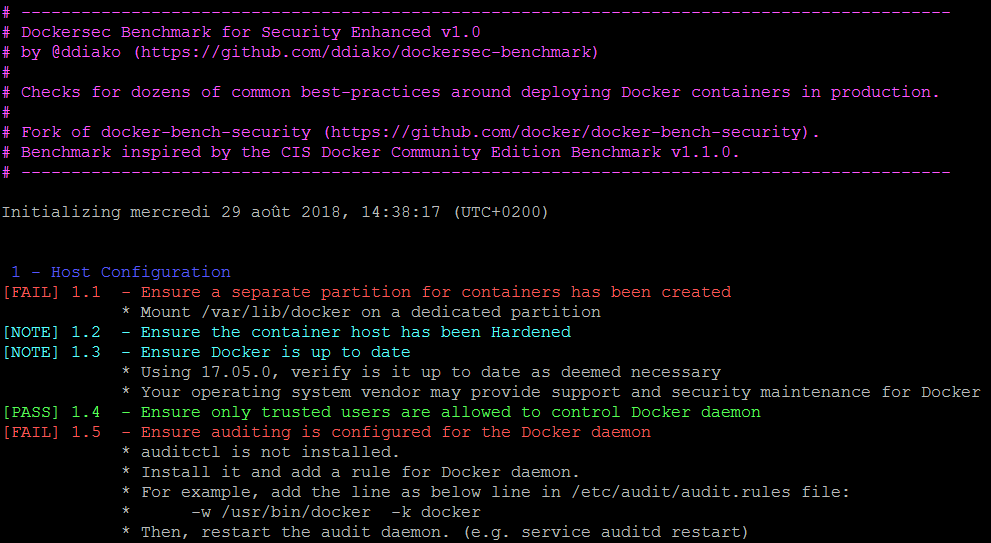 # ---------------------------------------------------------------------------------------------
# Dockersec Benchmark for Security Enhanced v1.0
# by @ddiako (https://github.com/ddiako/dockersec-benchmark)
#
# Checks for dozens of common best-practices around deploying Docker containers in production.
#
# Fork of docker-bench-security (https://github.com/docker/docker-bench-security).
# Benchmark inspired by the CIS Docker Community Edition Benchmark v1.1.0.
# ---------------------------------------------------------------------------------------------
Initializing mercredi 29 août 2018, 14:38:17 (UTC+0200)
1 - Host Configuration
[FAIL] 1.1  - Ensure a separate partition for containers has been created
* Mount /var/lib/docker on a dedicated partition
[NOTE] 1.2  - Ensure the container host has been Hardened
[NOTE] 1.3  - Ensure Docker is up to date
* Using 17.05.0, verify is it up to date as deemed necessary
* Your operating system vendor may provide support and security maintenance for Docker
[PASS] 1.4  - Ensure only trusted users are allowed to control Docker daemon
[FAIL] 1.5  - Ensure auditing is configured for the Docker daemon
* auditctl is not installed.
* Install it and add a rule for Docker daemon.
* For example, add the line as below line in /etc/audit/audit.rules file:
*      -w /usr/bin/docker  -k docker
* Then, restart the audit daemon. (e.g. service auditd restart)